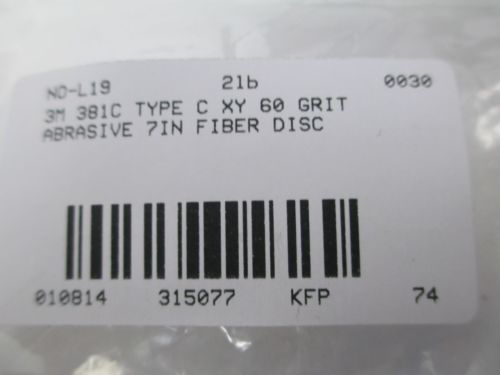 NO-L19 21b 0030
3M 381C TYPE C XY 60 GRIT
ABRASIVE 7IN FIBER DISC
010814 315077 KFP 74